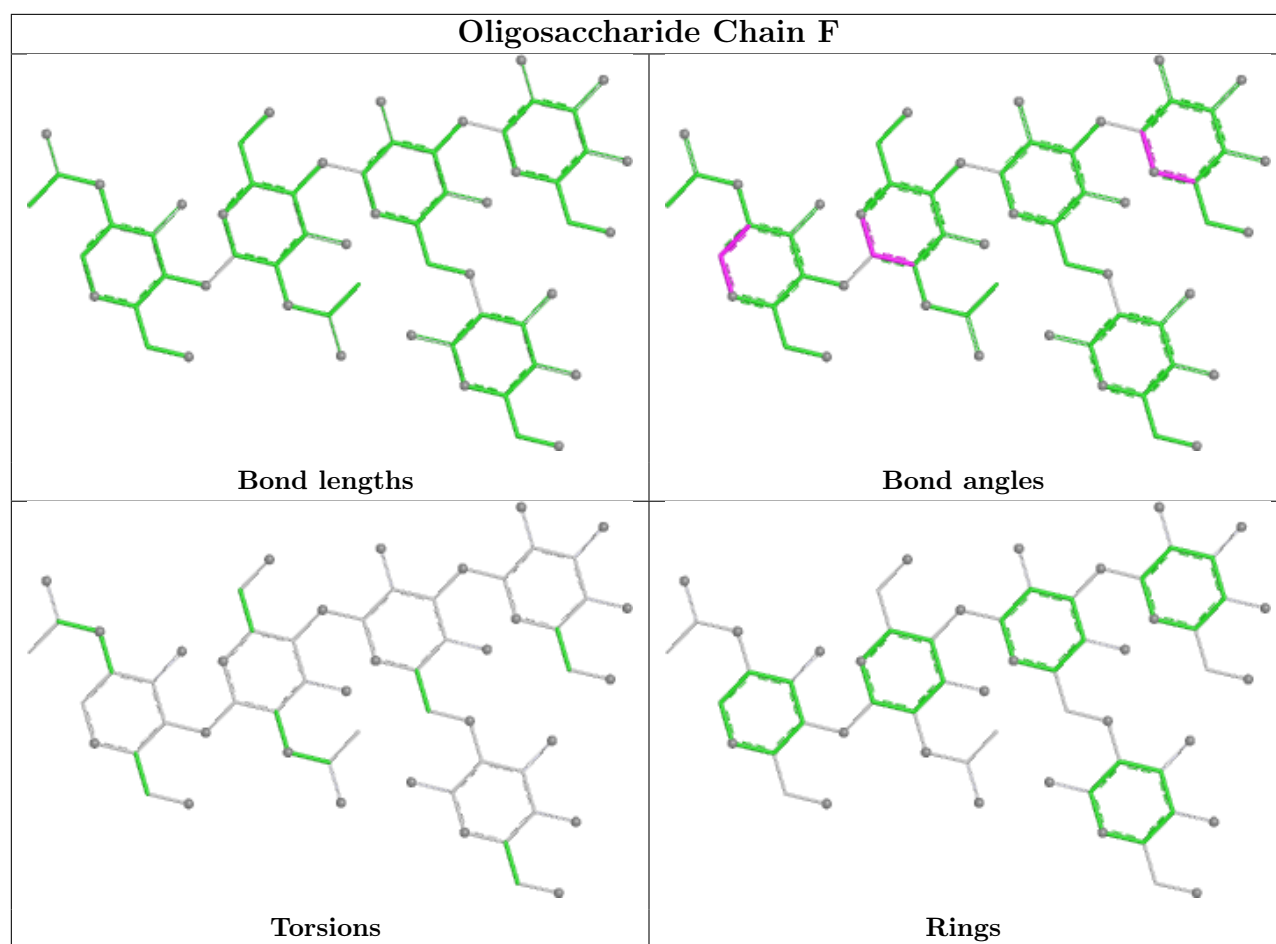 Oligosaccharide Chain F
Bond lengths
Bond angles
Torsions
Rings